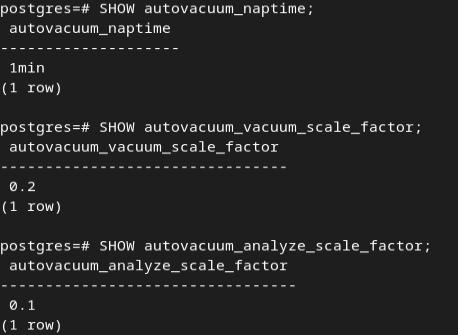 postgres=# SHOW autovacuum_naptime;
 autovacuum_naptime
--------------------
 1min
(1 row)

postgres=# SHOW autovacuum_vacuum_scale_factor;
 autovacuum_vacuum_scale_factor
--------------------------------
 0.2
(1 row)

postgres=# SHOW autovacuum_analyze_scale_factor;
 autovacuum_analyze_scale_factor
---------------------------------
 0.1
(1 row)